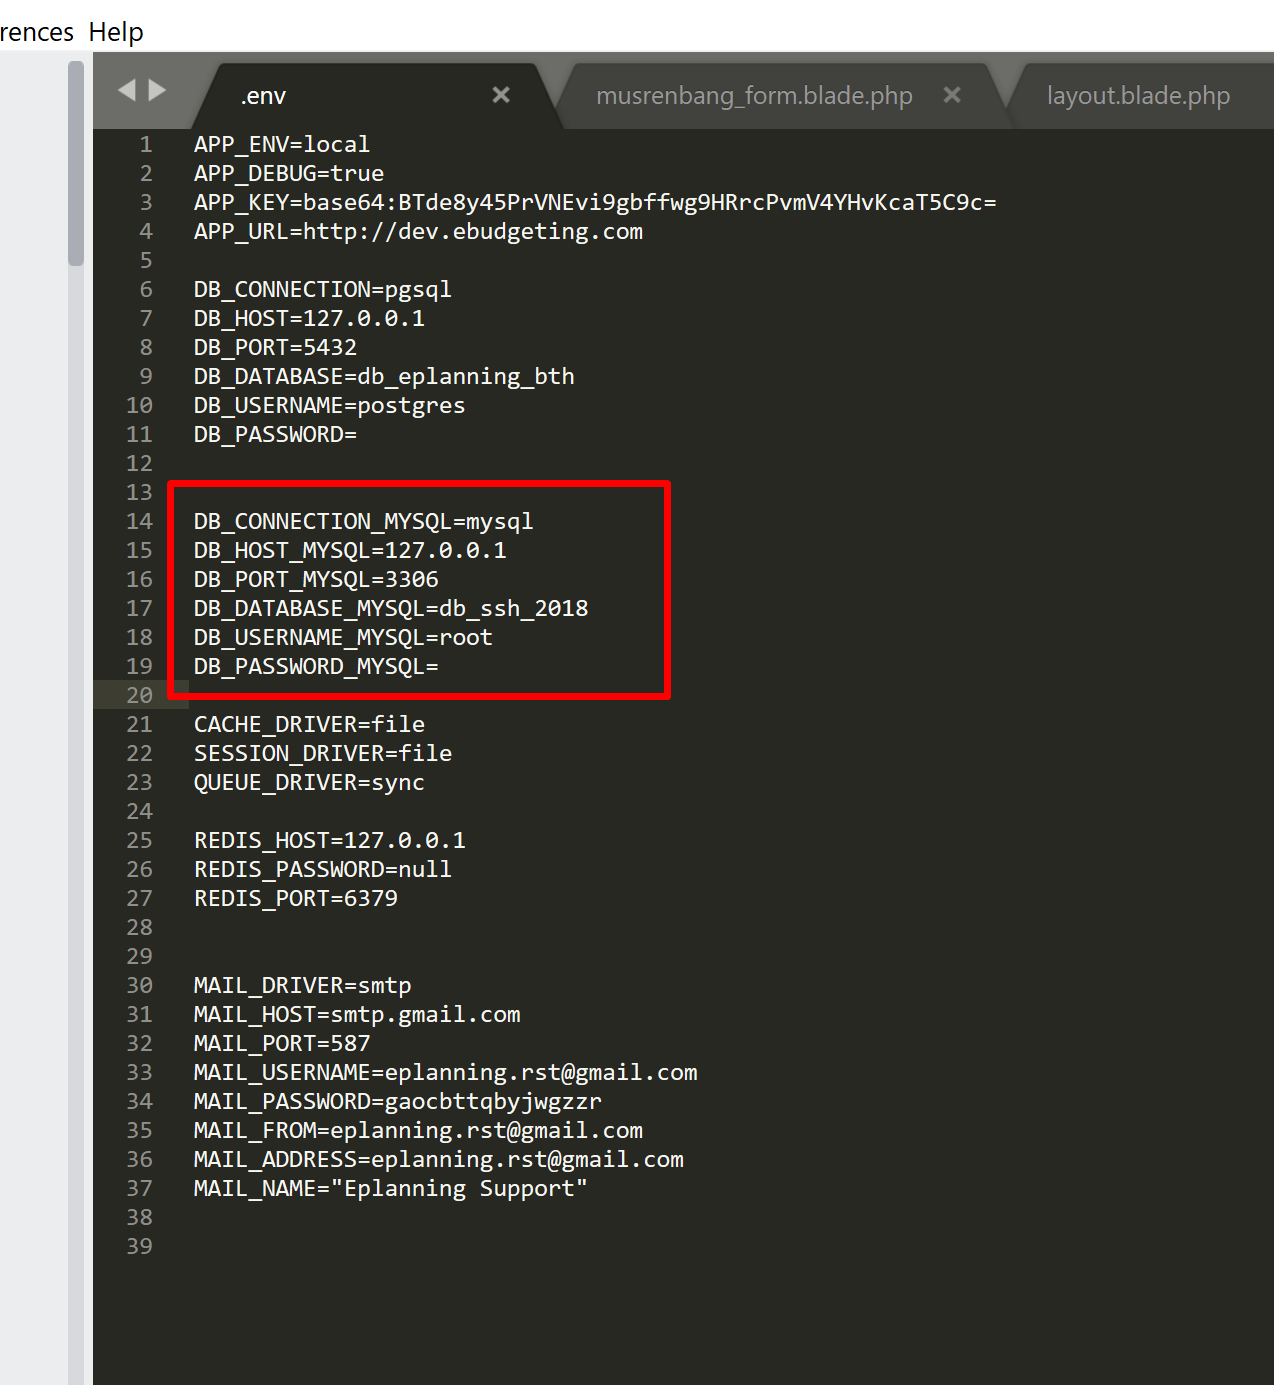 rences Help
.env musrenbang_form.blade.php layout.blade.php
1 APP_ENV=local
2 APP_DEBUG=true
3 APP_KEY=base64:BTde8y45PrVNEvi9gbffwg9HRrcPvmV4YHvKcaT5C9c=
4 APP_URL=http://dev.ebudgeting.com
5
6 DB_CONNECTION=pgsql
7 DB_HOST=127.0.0.1
8 DB_PORT=5432
9 DB_DATABASE=db_eplanning_bth
10 DB_USERNAME=postgres
11 DB_PASSWORD=
12
13
14 DB_CONNECTION_MYSQL=mysql
15 DB_HOST_MYSQL=127.0.0.1
16 DB_PORT_MYSQL=3306
17 DB_DATABASE_MYSQL=db_ssh_2018
18 DB_USERNAME_MYSQL=root
19 DB_PASSWORD_MYSQL=
20
21 CACHE_DRIVER=file
22 SESSION_DRIVER=file
23 QUEUE_DRIVER=sync
24
25 REDIS_HOST=127.0.0.1
26 REDIS_PASSWORD=null
27 REDIS_PORT=6379
28
29
30 MAIL_DRIVER=smtp
31 MAIL_HOST=smtp.gmail.com
32 MAIL_PORT=587
33 MAIL_USERNAME=eplanning.rst@gmail.com
34 MAIL_PASSWORD=gaocbttqbyjwgzzr
35 MAIL_FROM=eplanning.rst@gmail.com
36 MAIL_ADDRESS=eplanning.rst@gmail.com
37 MAIL_NAME="Eplanning Support"
38
39